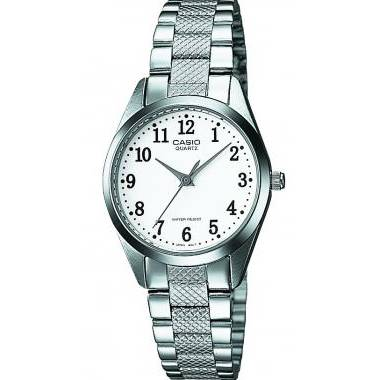 12
11 1
CASIO
QUARTZ
10 2
9 3
8 4
WATER RESIST
7 5
6